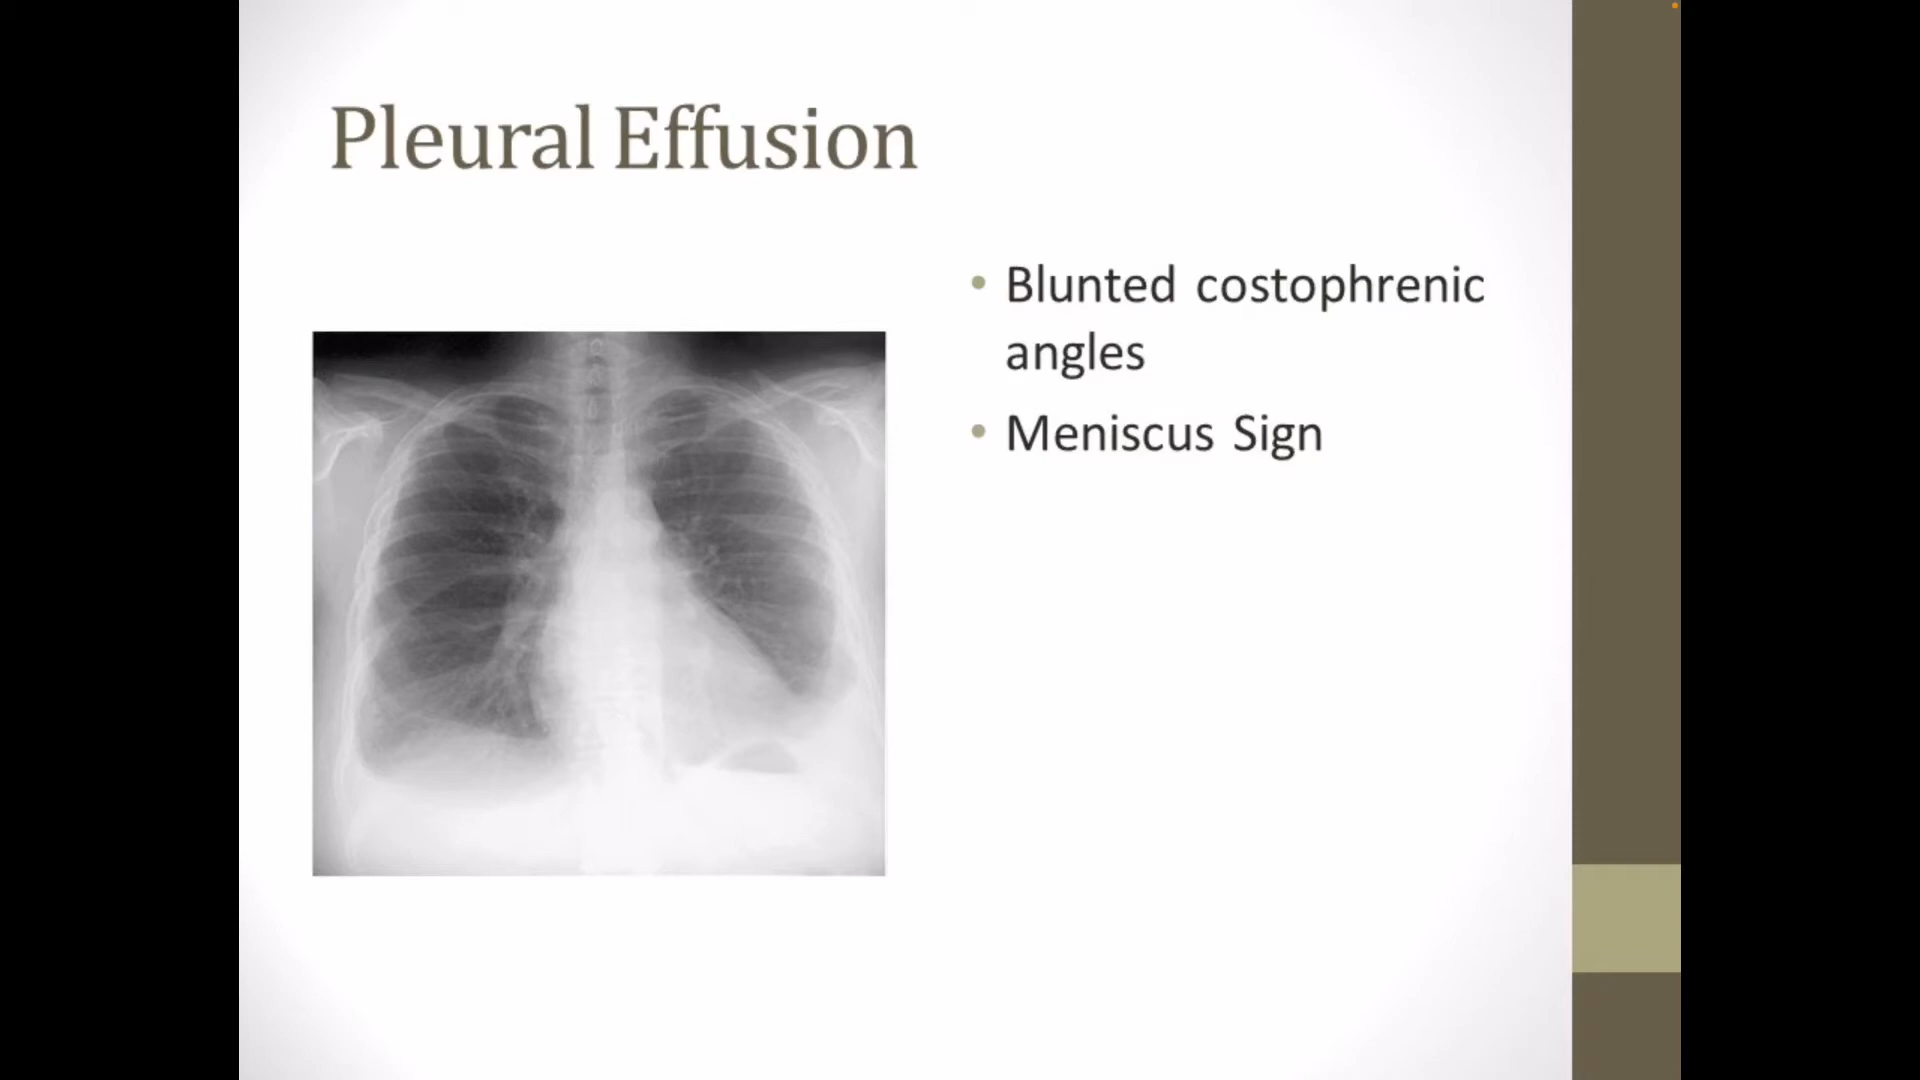 Pleural Effusion
• Blunted costophrenic
angles
• Meniscus Sign